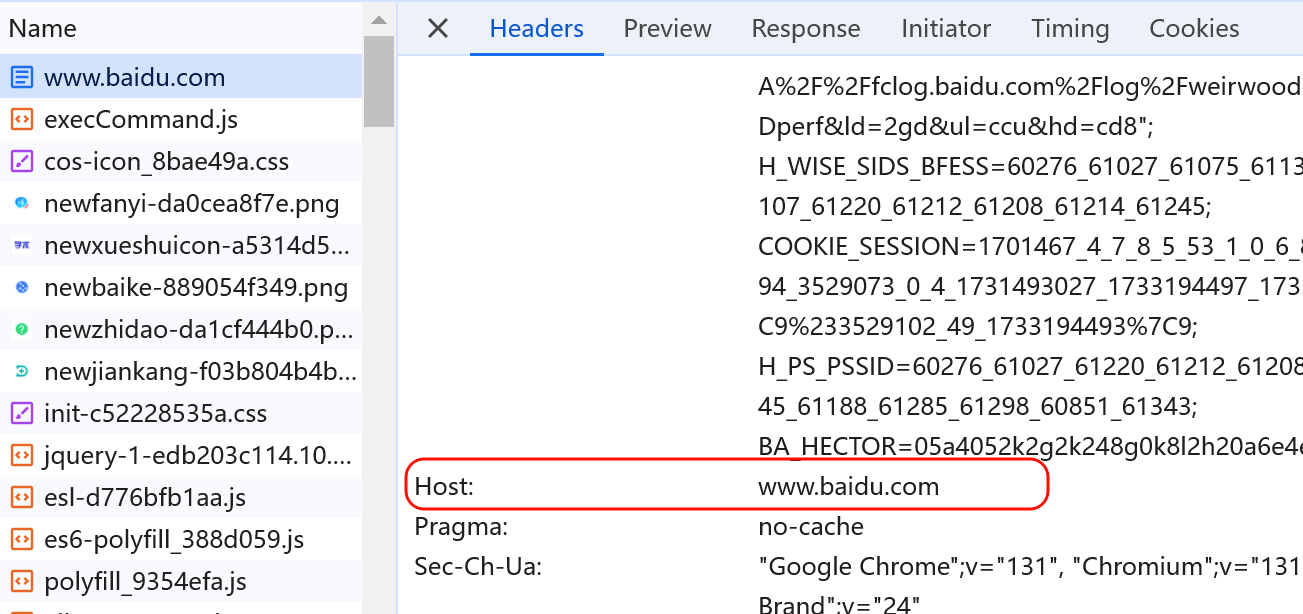 Name
www.baidu.com
execCommand.js
cos-icon_8bae49a.css
newfanyi-da0cea8f7e.png
newxueshuicon-a5314d5...
newbaike-889054f349.png
newzhidao-da1cf444b0.p...
newjiankang-f03b804b4b...
init-c52228535a.css
jquery-1-edb203c114.10....
esl-d776bfb1aa.js
es6-polyfill_388d059.js
polyfill_9354efa.js
Headers Preview Response Initiator Timing Cookies
A%2F%2Ffclog.baidu.com%2Flog%2Fweirwood
Dperf&ld=2gd&ul=ccu&hd=cd8";
H_WISE_SIDS_BFESS=60276_61027_61075_6113
107_61220_61212_61208_61214_61245;
COOKIE_SESSION=1701467_4_7_8_5_53_1_0_6_8
94_3529073_0_4_1731493027_1733194497_173
C9%233529102_49_1733194493%7C9;
H_PS_PSSID=60276_61027_61220_61212_61208
45_61188_61285_61298_60851_61343;
BA_HECTOR=05a4052k2g2k248g0k8l2h20a6e4e
Host: www.baidu.com
Pragma: no-cache
Sec-Ch-Ua: "Google Chrome";v="131", "Chromium";v="131
Brand";v="24"